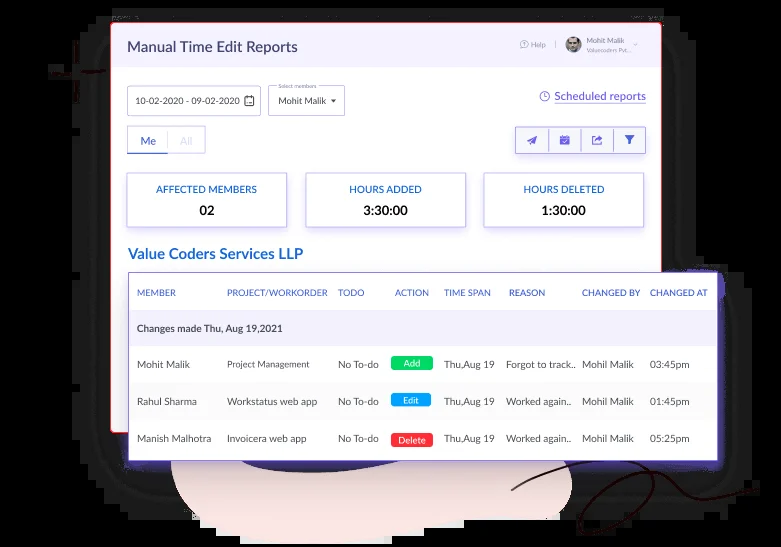 Manual Time Edit Reports
Help
Mohit Malik
Valuecoders Pvt...
10-02-2020 - 09-02-2020
Select members
Mohit Malik
Scheduled reports
Me All
AFFECTED MEMBERS HOURS ADDED HOURS DELETED
02 3:30:00 1:30:00
Value Coders Services LLP
MEMBER PROJECT/WORKORDER TODO ACTION TIME SPAN REASON CHANGED BY CHANGED AT
Changes made Thu, Aug 19,2021
Mohit Malik Project Management No To-do Add Thu,Aug 19 Forgot to track.. Mohil Malik 03:45pm
Rahul Sharma Workstatus web app No To-do Edit Thu,Aug 19 Worked again.. Mohil Malik 01:45pm
Manish Malhotra Invoicera web app No To-do Delete Thu,Aug 19 Worked again.. Mohil Malik 05:25pm